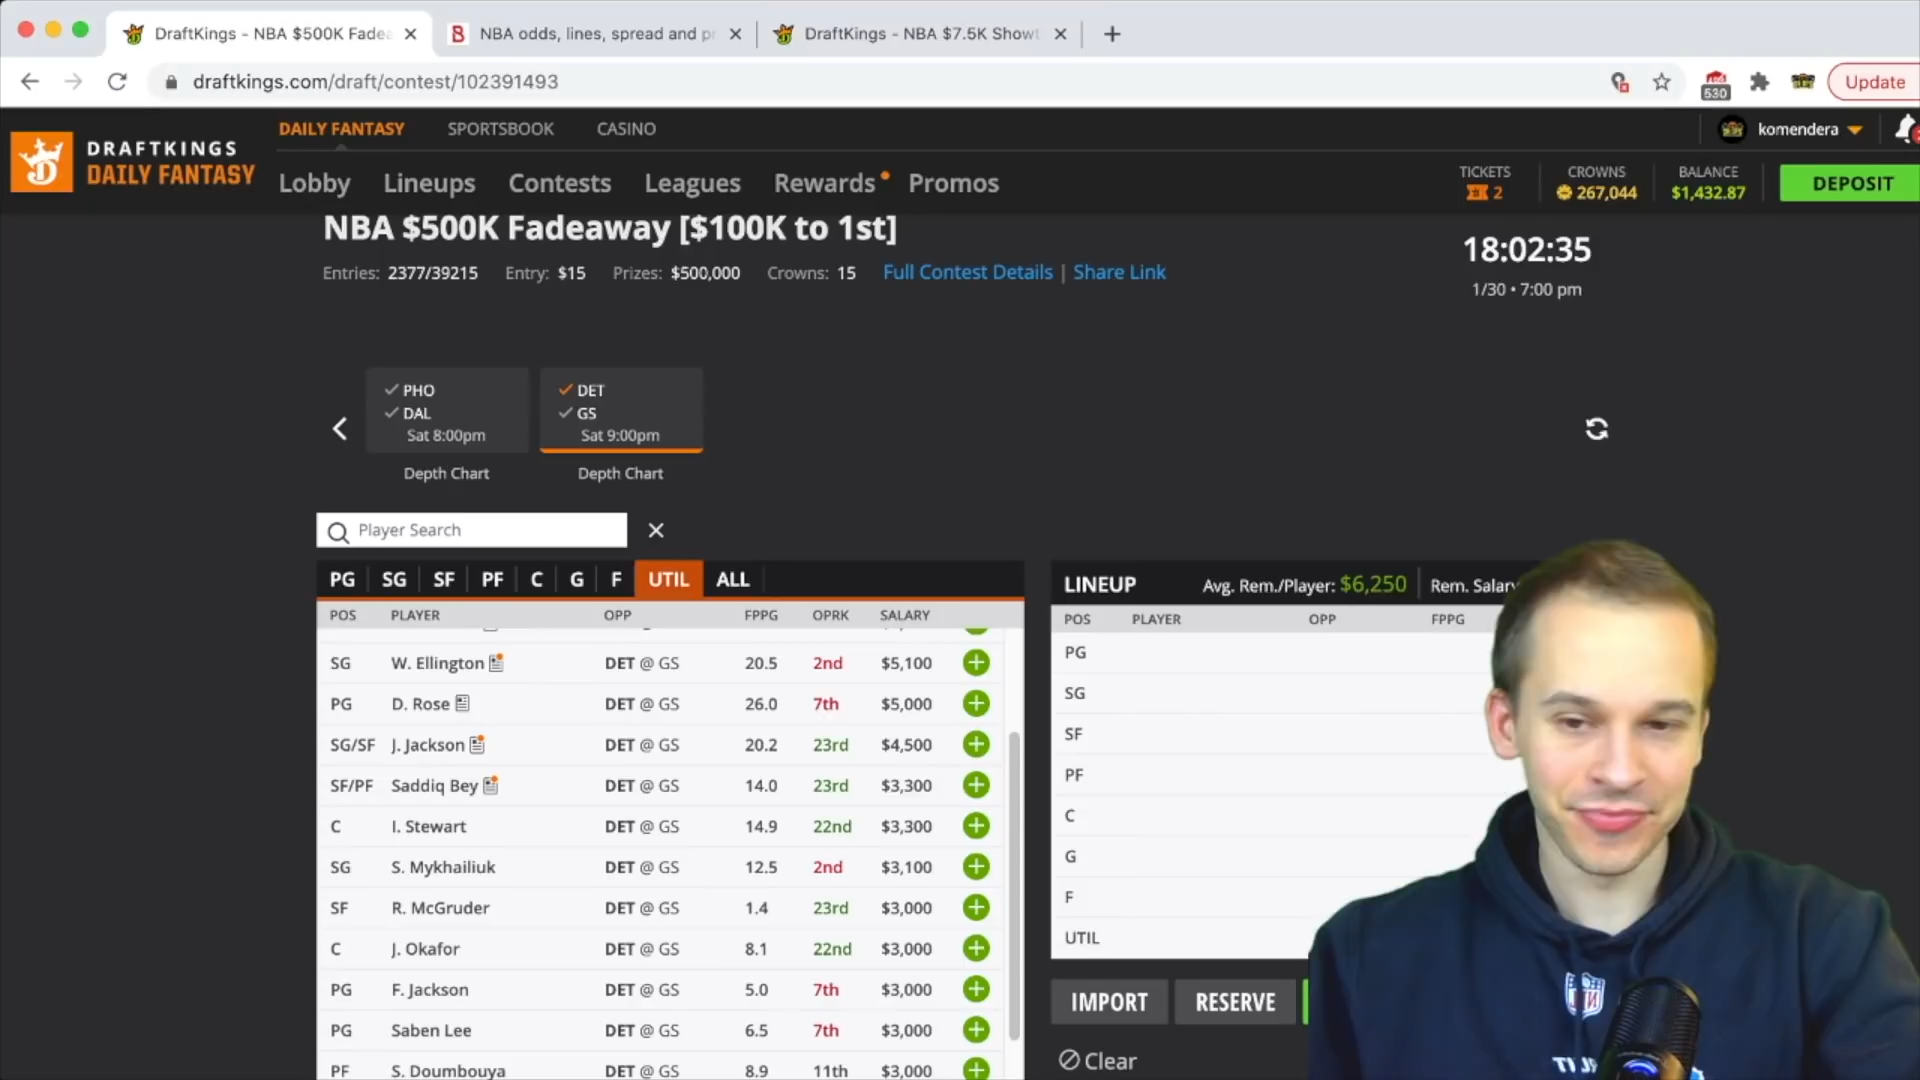 DraftKings - NBA $500K Fadea
NBA odds, lines, spread and p
DraftKings - NBA $7.5K Showt
draftkings.com/draft/contest/102391493
530
Update
DRAFTKINGS
DAILY FANTASY
DAILY FANTASY
SPORTSBOOK
CASINO
komendera
Lobby
Lineups
Contests
Leagues
Rewards
Promos
TICKETS
2
CROWNS
267,044
BALANCE
$1,432.87
DEPOSIT
NBA $500K Fadeaway [$100K to 1st]
Entries: 2377/39215 Entry: $15 Prizes: $500,000 Crowns: 15 Full Contest Details | Share Link
18:02:35
1/30 • 7:00 pm
PHO
DAL
Sat 8:00pm
Depth Chart
DET
GS
Sat 9:00pm
Depth Chart
Player Search
PG SG SF PF C G F UTIL ALL
POS PLAYER OPP FPPG OPRK SALARY
SG W. Ellington DET @ GS 20.5 2nd $5,100
PG D. Rose DET @ GS 26.0 7th $5,000
SG/SF J. Jackson DET @ GS 20.2 23rd $4,500
SF/PF Saddiq Bey DET @ GS 14.0 23rd $3,300
C I. Stewart DET @ GS 14.9 22nd $3,300
SG S. Mykhailiuk DET @ GS 12.5 2nd $3,100
SF R. McGruder DET @ GS 1.4 23rd $3,000
C J. Okafor DET @ GS 8.1 22nd $3,000
PG F. Jackson DET @ GS 5.0 7th $3,000
PG Saben Lee DET @ GS 6.5 7th $3,000
PF S. Doumbouya DET @ GS 8.9 11th $3,000
LINEUP Avg. Rem./Player: $6,250 Rem. Salary
POS PLAYER OPP FPPG
PG
SG
SF
PF
C
G
F
UTIL
IMPORT
RESERVE
Clear
NFL